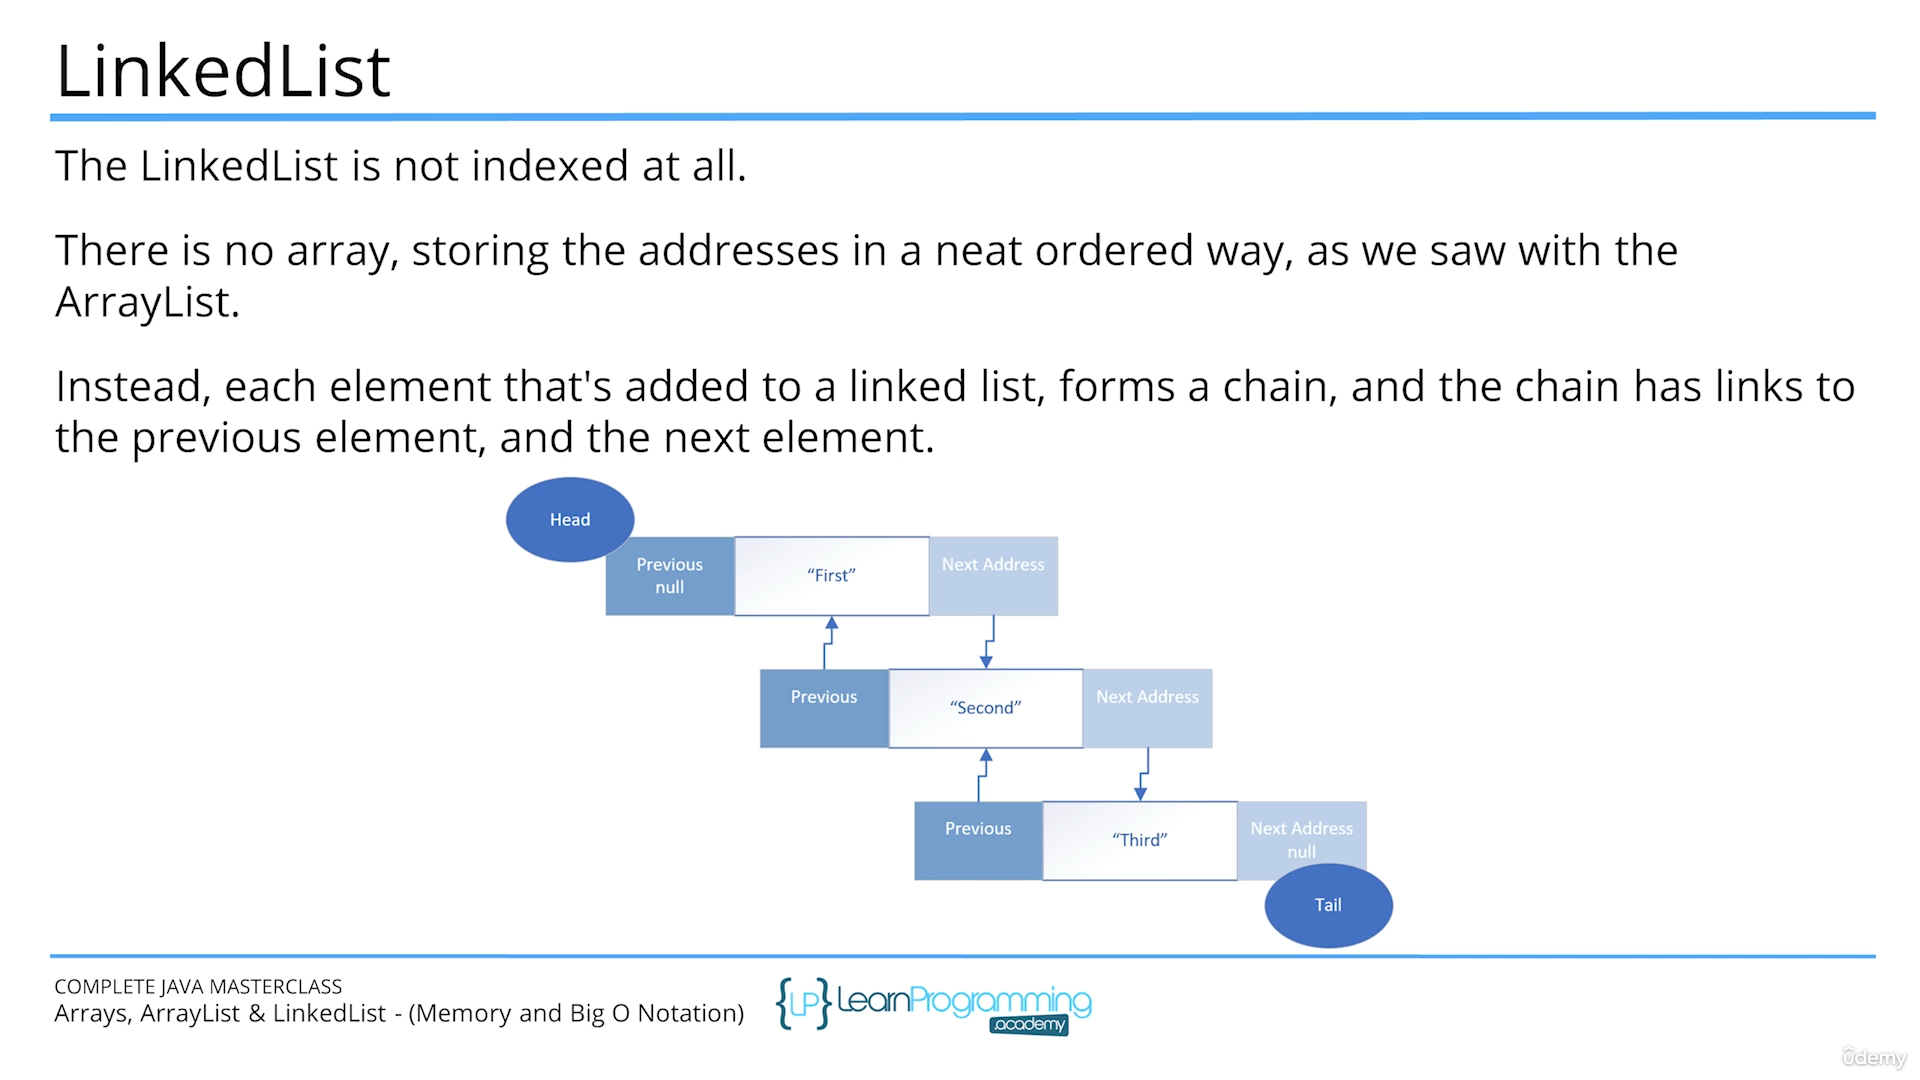 LinkedList
The LinkedList is not indexed at all.
There is no array, storing the addresses in a neat ordered way, as we saw with the
ArrayList.
Instead, each element that's added to a linked list, forms a chain, and the chain has links to
the previous element, and the next element.
Head
Previous
null
“First”
Next Address
Previous
“Second”
Next Address
Previous
“Third”
Next Address
null
Tail
COMPLETE JAVA MASTERCLASS
Arrays, ArrayList & LinkedList - (Memory and Big O Notation)
{LP} LearnProgramming
.academy
ûdemy